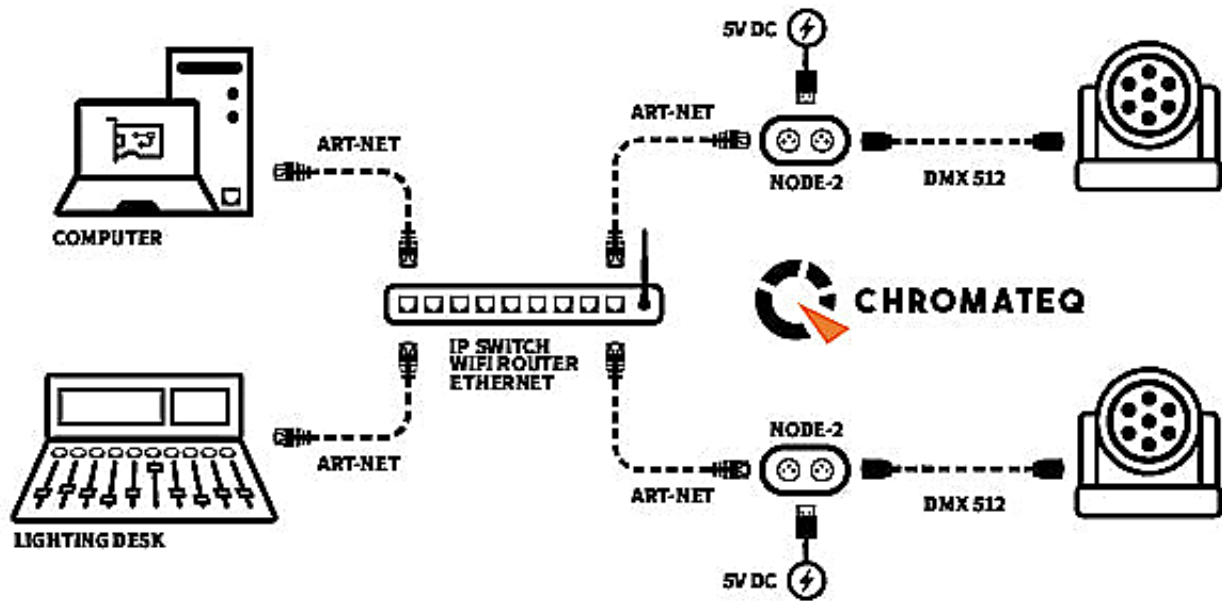 5V DC
ART-NET
ART-NET
NODE-2
DMX 512
COMPUTER
CHROMATEQ
IP SWITCH
WIFI ROUTER
ETHERNET
NODE-2
ART-NET
ART-NET
DMX 512
LIGHTING DESK
5V DC